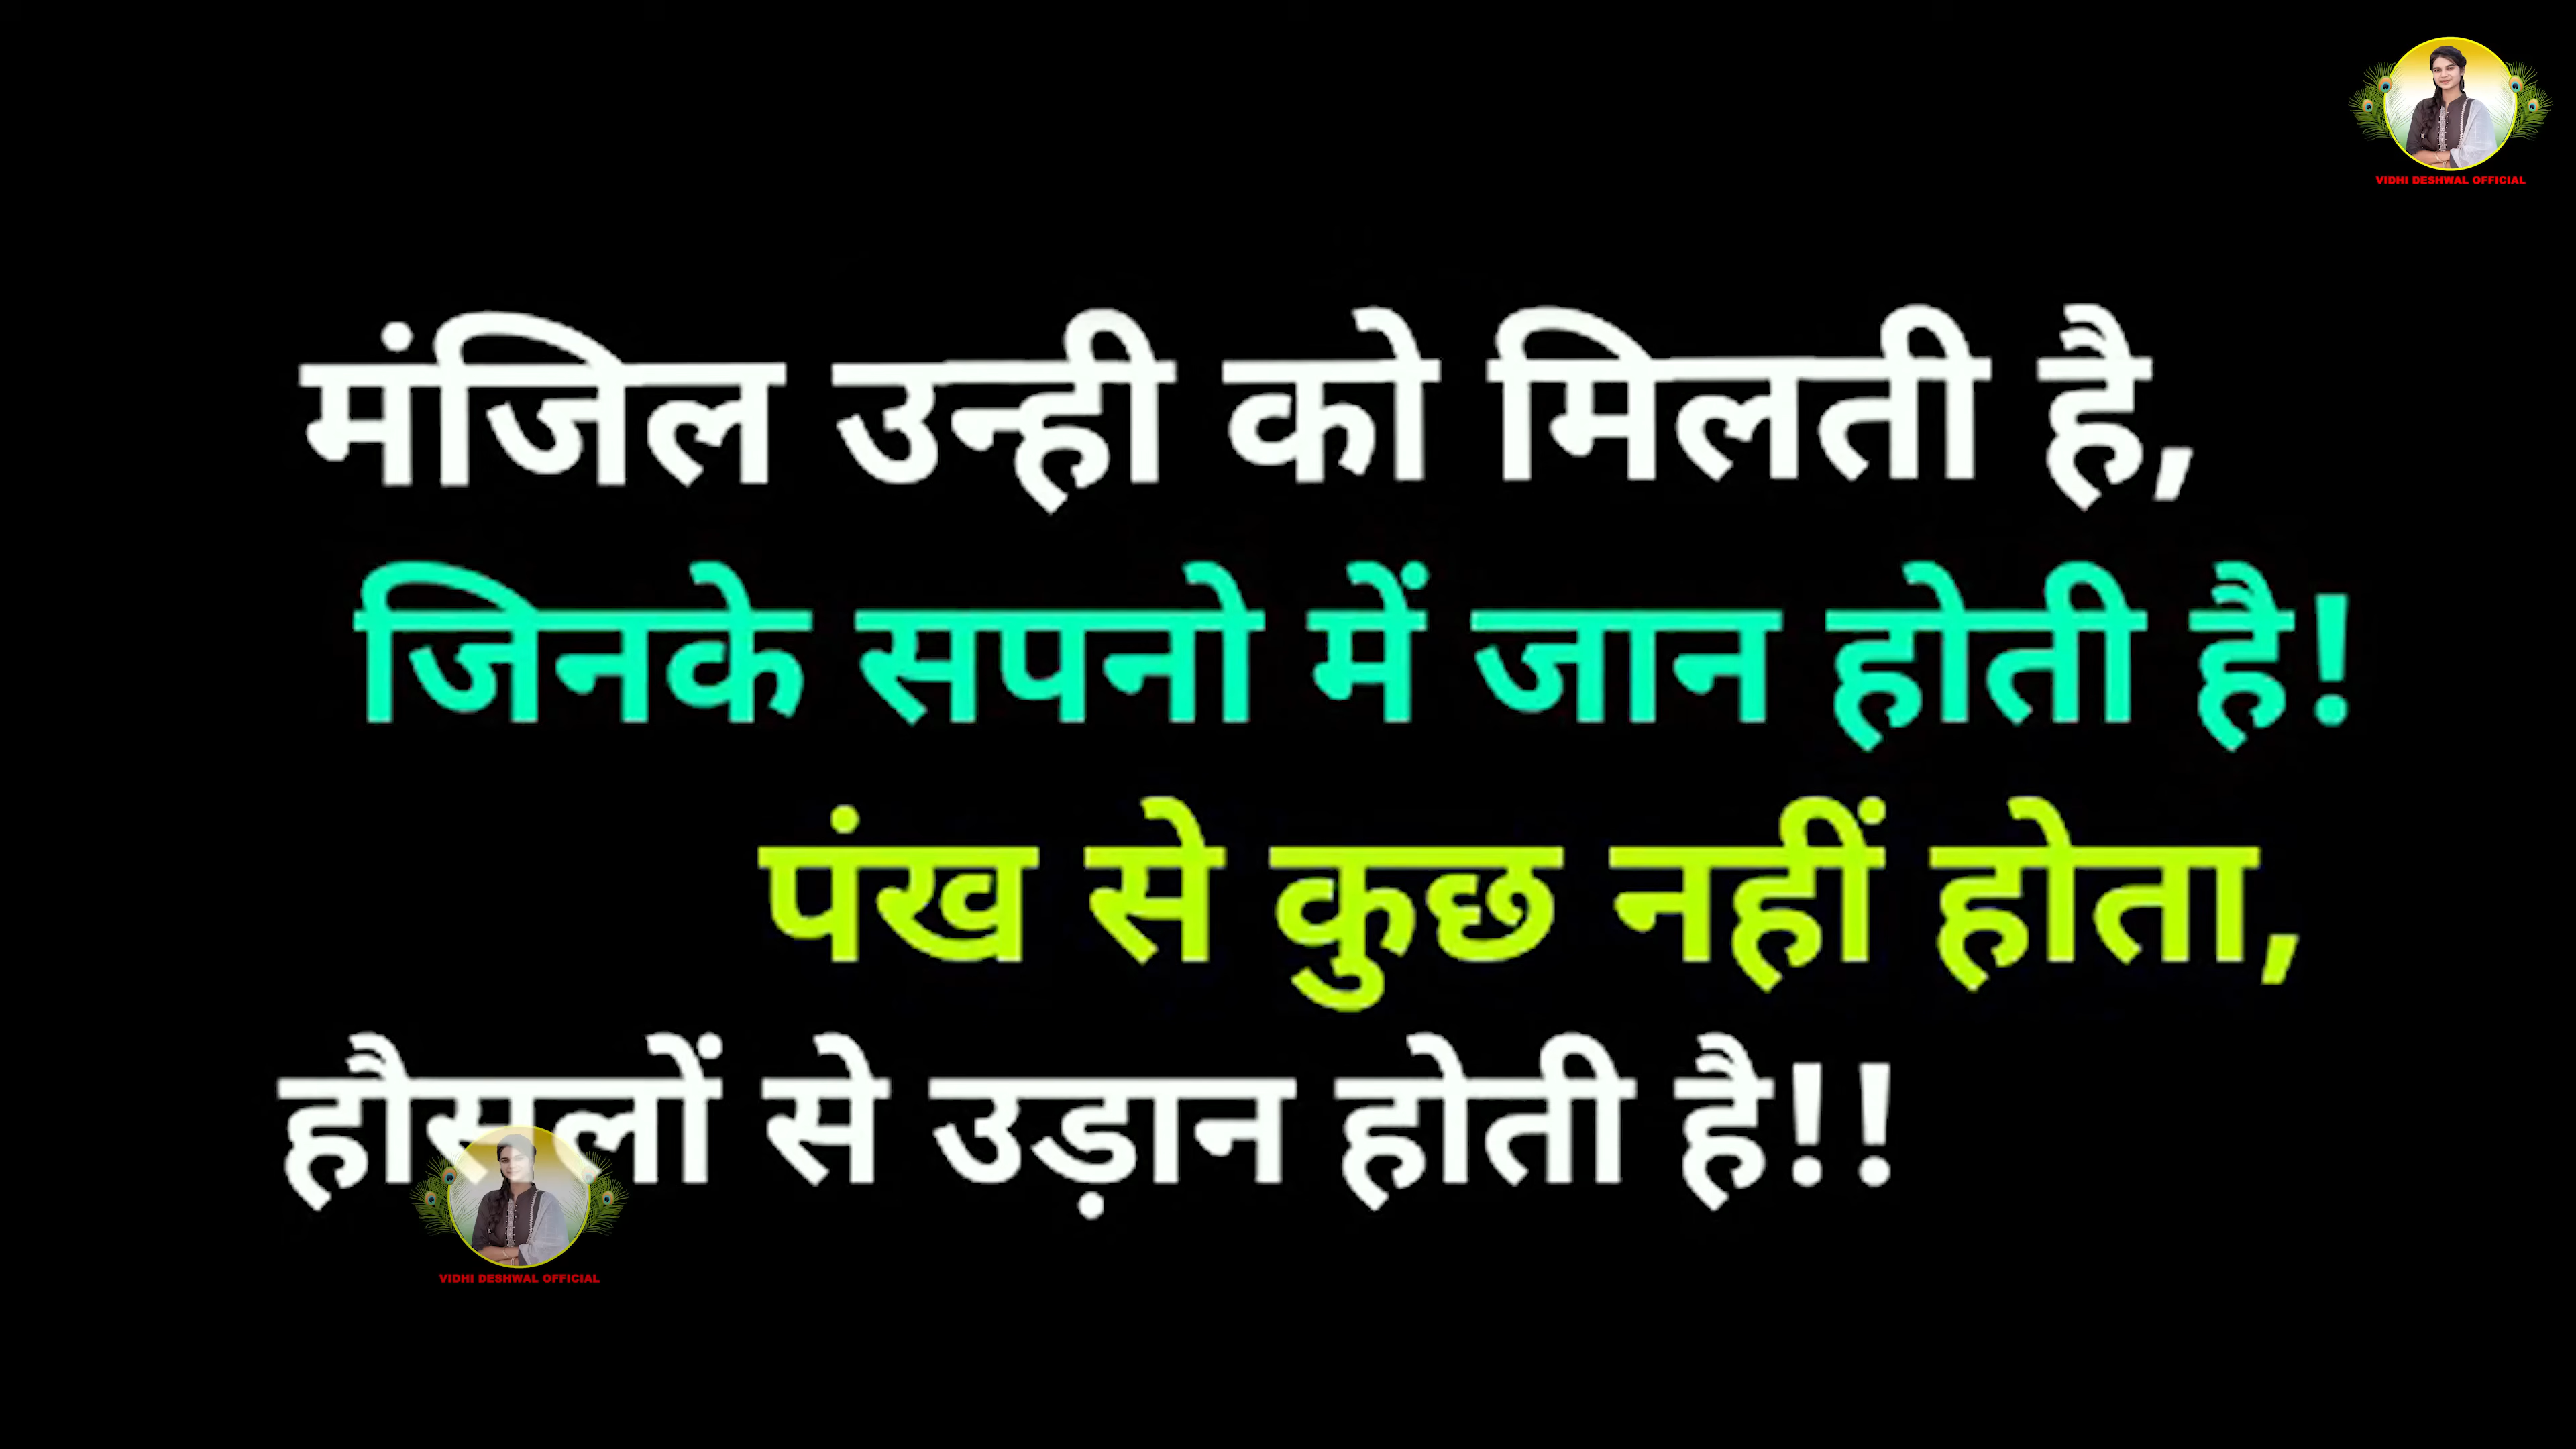 VIDHI DESHWAL OFFICIAL
मंजिल उन्ही को मिलती है,
जिनके सपनो में जान होती है!
पंख से कुछ नहीं होता,
हौसलों से उड़ान होती है!!
VIDHI DESHWAL OFFICIAL